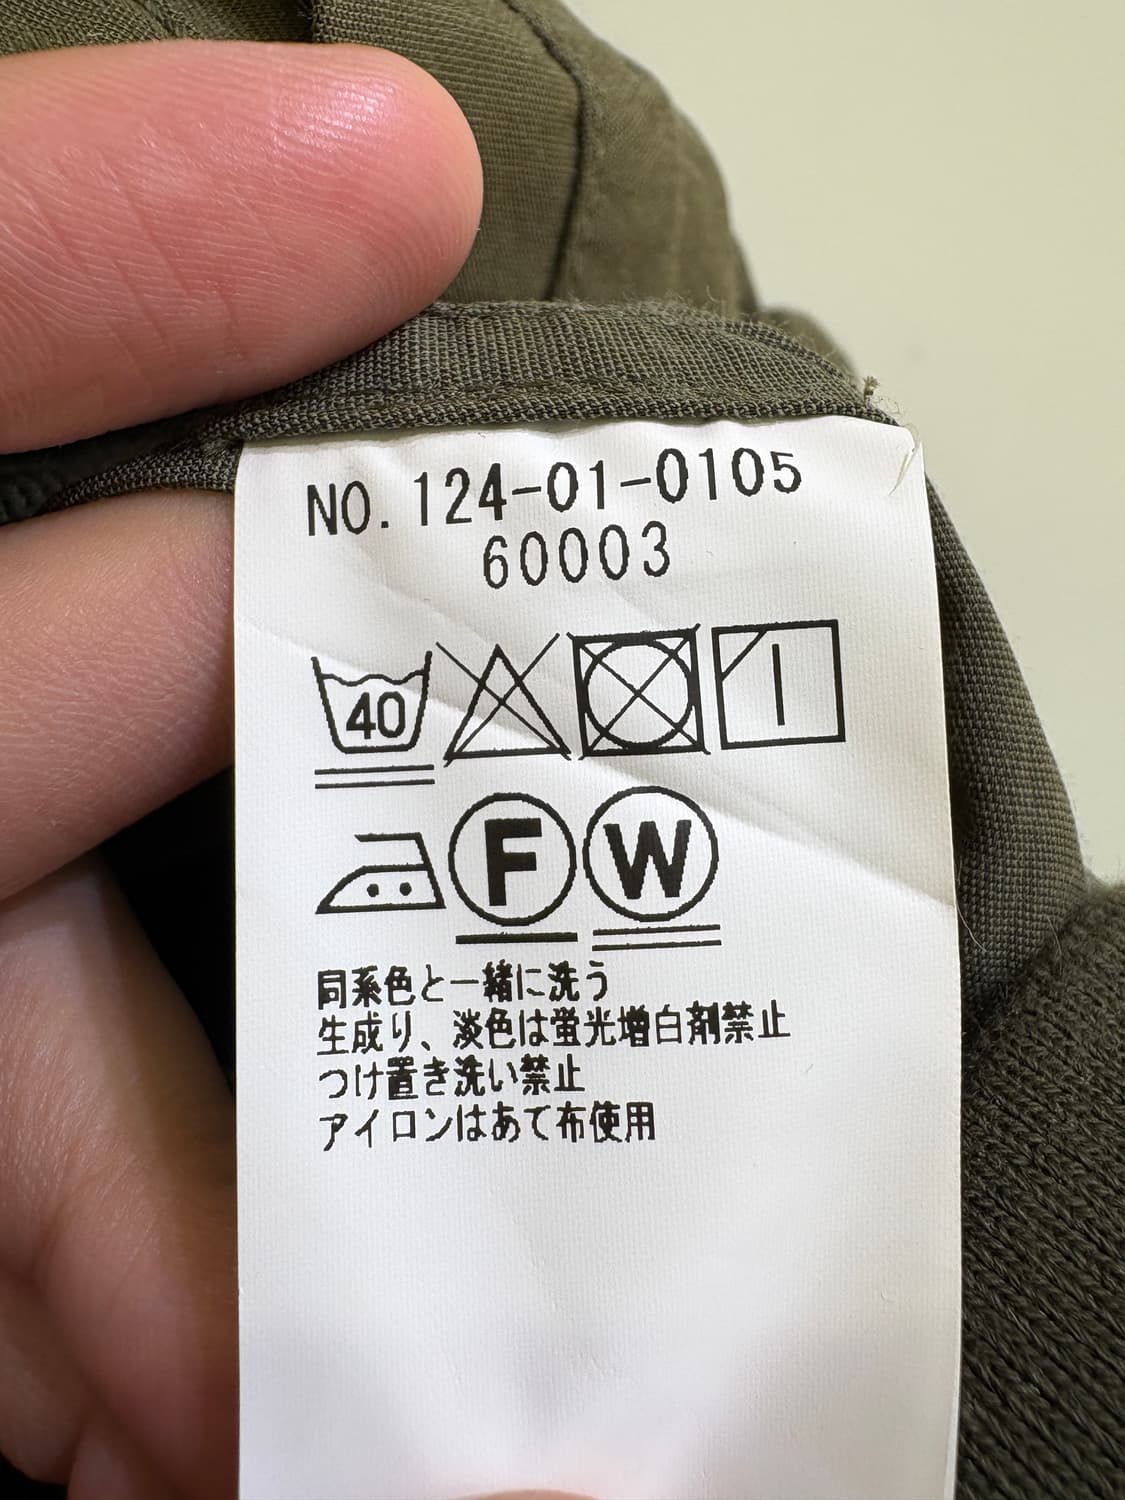 NO. 124-01-0105
60003
40
F W
同系色と一緒に洗う
生成り、淡色は蛍光増白剤禁止
つけ置き洗い禁止
アイロンはあて布使用